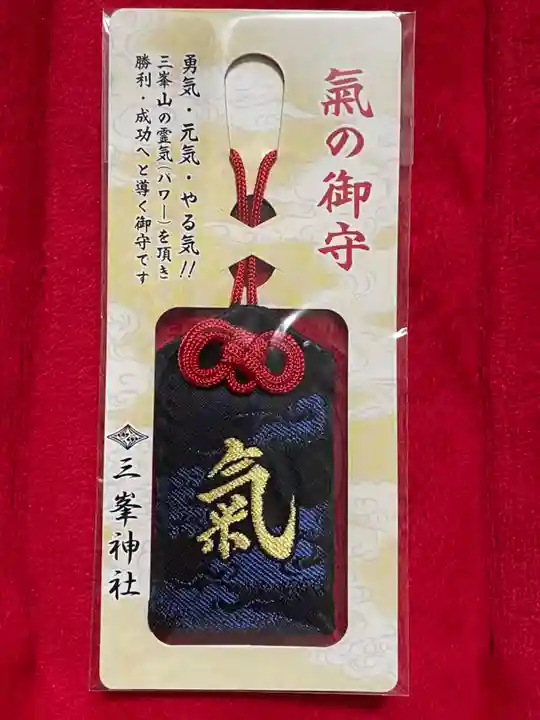 氣の御守
勇気・元気・やる気!!
三峯山の霊気(パワー)を頂き
勝利・成功へと導く御守です
三峯神社
氣